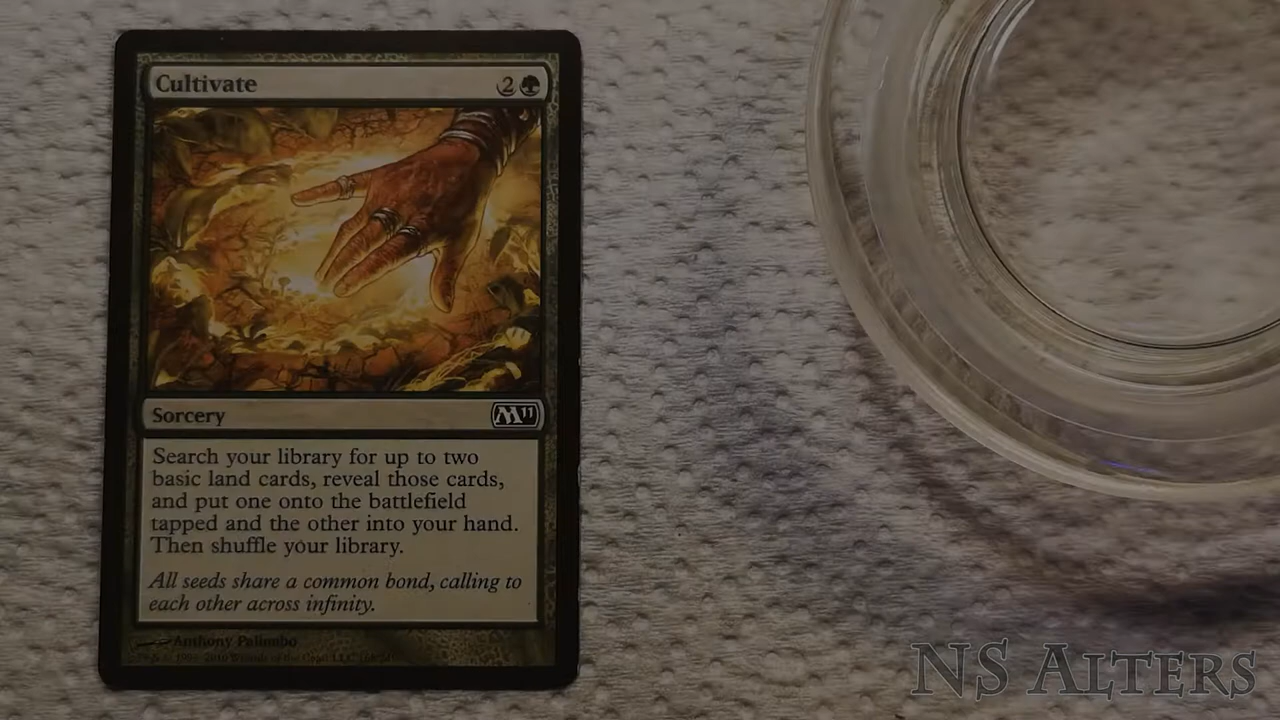 Cultivate 2
Sorcery M11
Search your library for up to two
basic land cards, reveal those cards,
and put one onto the battlefield
tapped and the other into your hand.
Then shuffle your library.
All seeds share a common bond, calling to
each other across infinity.
Anthony Palumbo
NS ALTERS